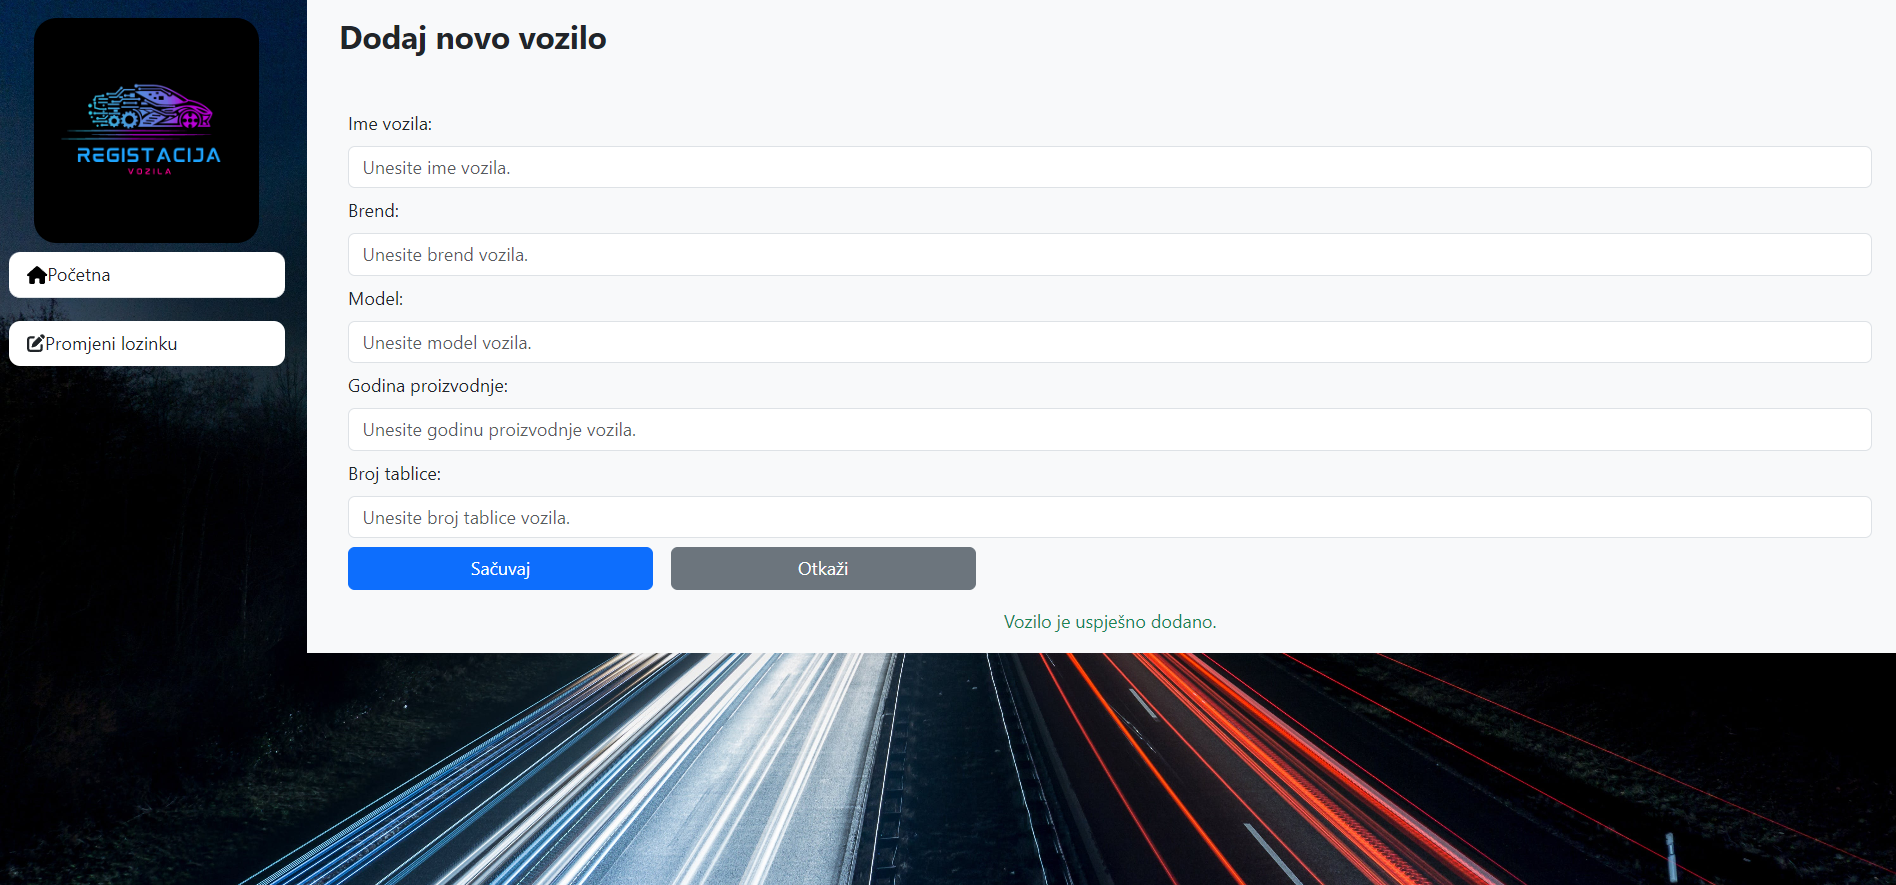 REGISTACIJA
VOZILA
Početna
Promjeni lozinku
Dodaj novo vozilo
Ime vozila:
Unesite ime vozila.
Brend:
Unesite brend vozila.
Model:
Unesite model vozila.
Godina proizvodnje:
Unesite godinu proizvodnje vozila.
Broj tablice:
Unesite broj tablice vozila.
Sačuvaj Otkaži
Vozilo je uspješno dodano.